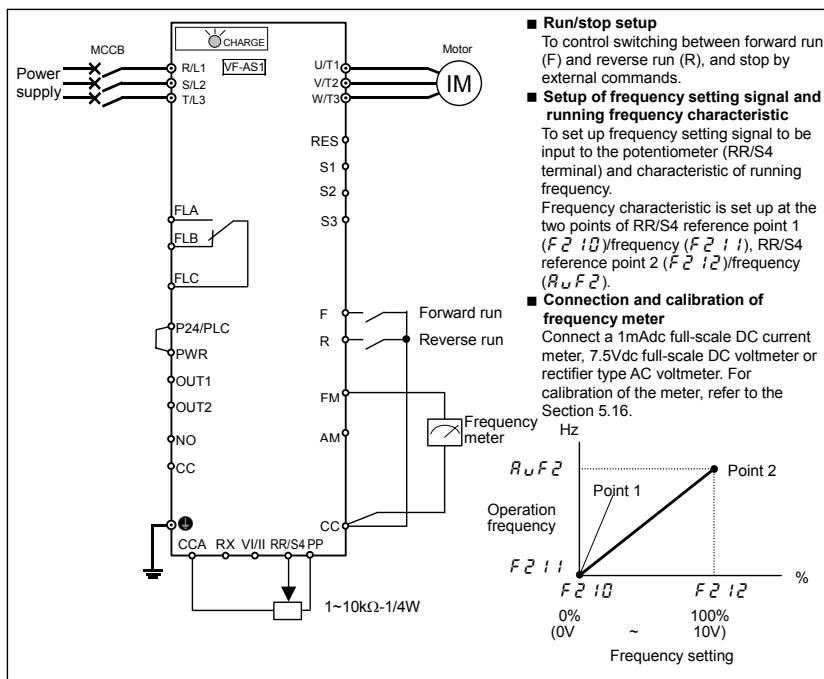 MCCB
Power
supply
R/L1
S/L2
T/L3
CHARGE
VF-AS1
U/T1
V/T2
W/T3
Motor
IM
RES
S1
S2
S3
FLA
FLB
FLC
F
Forward run
R
Reverse run
P24/PLC
PWR
OUT1
OUT2
NO
CC
FM
AM
Frequency
meter
CC
CCA RX VI/II RR/S4 PP
1~10kΩ-1/4W
■ Run/stop setup
To control switching between forward run
(F) and reverse run (R), and stop by
external commands.
■ Setup of frequency setting signal and
running frequency characteristic
To set up frequency setting signal to be
input to the potentiometer (RR/S4
terminal) and characteristic of running
frequency.
Frequency characteristic is set up at the
two points of RR/S4 reference point 1
(F210)/frequency (F211), RR/S4
reference point 2 (F212)/frequency
(AuF2).
■ Connection and calibration of
frequency meter
Connect a 1mAdc full-scale DC current
meter, 7.5Vdc full-scale DC voltmeter or
rectifier type AC voltmeter. For
calibration of the meter, refer to the
Section 5.16.
Hz
AuF2
Point 2
Point 1
Operation
frequency
F211
%
F210 F212
0% 100%
(0V ~ 10V)
Frequency setting